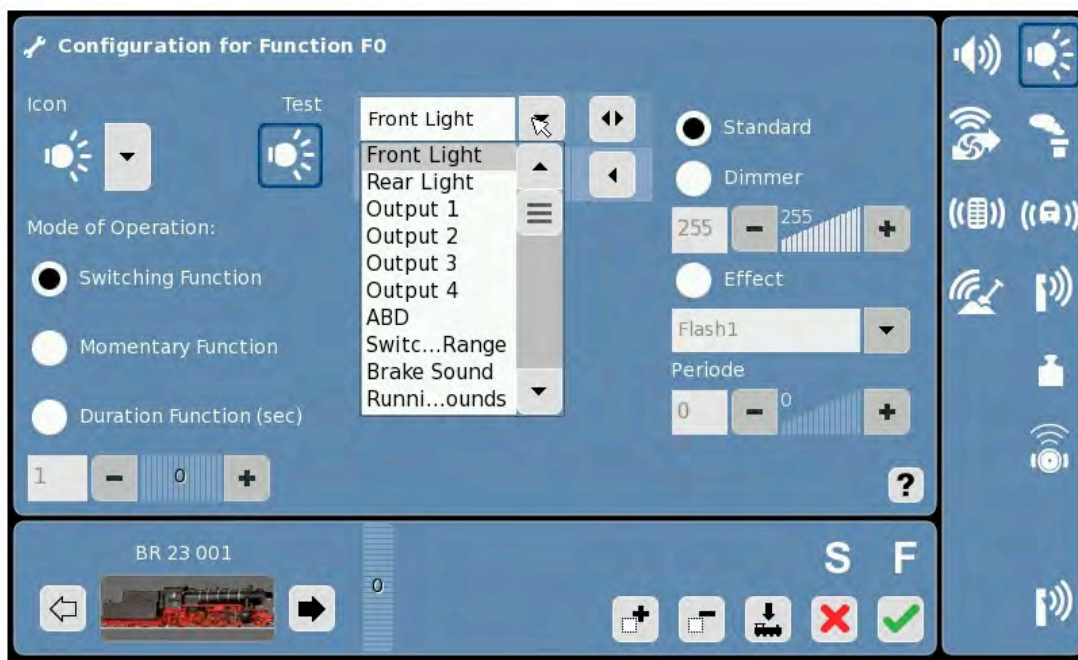 Configuration for Function F0
Icon
Test
Front Light
Front Light
Rear Light
Output 1
Output 2
Output 3
Output 4
ABD
Switc...Range
Brake Sound
Runni...ounds
Mode of Operation:
Switching Function
Momentary Function
Duration Function (sec)
1
0
Standard
Dimmer
255
255
Effect
Flash1
Periode
0
0
?
BR 23 001
0
S F